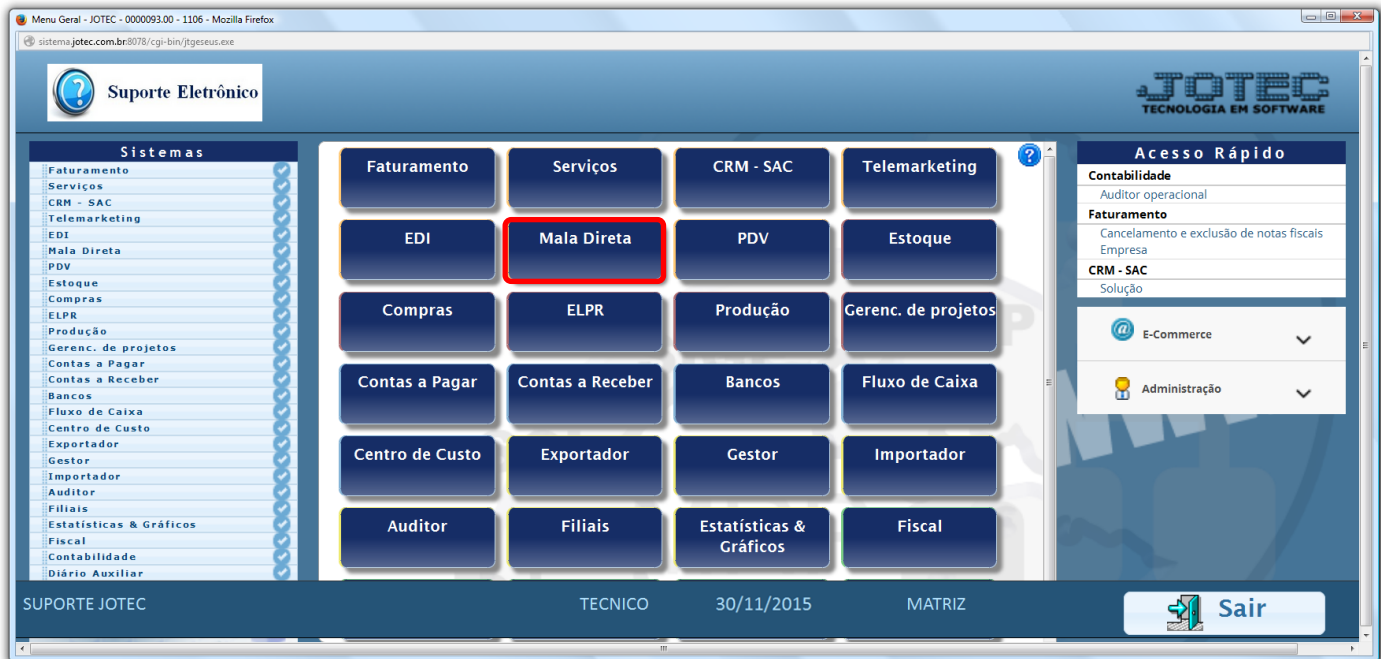 Menu Geral - JOTEC - 0000093.00 - 1106 - Mozilla Firefox
sistema.jotec.com.br:8078/cgi-bin/jtgeseus.exe
Suporte Eletrônico
JOTEC
TECNOLOGIA EM SOFTWARE
Sistemas
Faturamento
Serviços
CRM - SAC
Telemarketing
EDI
Mala Direta
PDV
Estoque
Compras
ELPR
Produção
Gerenc. de projetos
Contas a Pagar
Contas a Receber
Bancos
Fluxo de Caixa
Centro de Custo
Exportador
Gestor
Importador
Auditor
Filiais
Estatísticas & Gráficos
Fiscal
Contabilidade
Diário Auxiliar
Faturamento Serviços CRM - SAC Telemarketing
EDI Mala Direta PDV Estoque
Compras ELPR Produção Gerenc. de projetos
Contas a Pagar Contas a Receber Bancos Fluxo de Caixa
Centro de Custo Exportador Gestor Importador
Auditor Filiais Estatísticas & Fiscal
Gráficos
Acesso Rápido
Contabilidade
Auditor operacional
Faturamento
Cancelamento e exclusão de notas fiscais
Empresa
CRM - SAC
Solução
E-Commerce
Administração
SUPORTE JOTEC TECNICO 30/11/2015 MATRIZ Sair